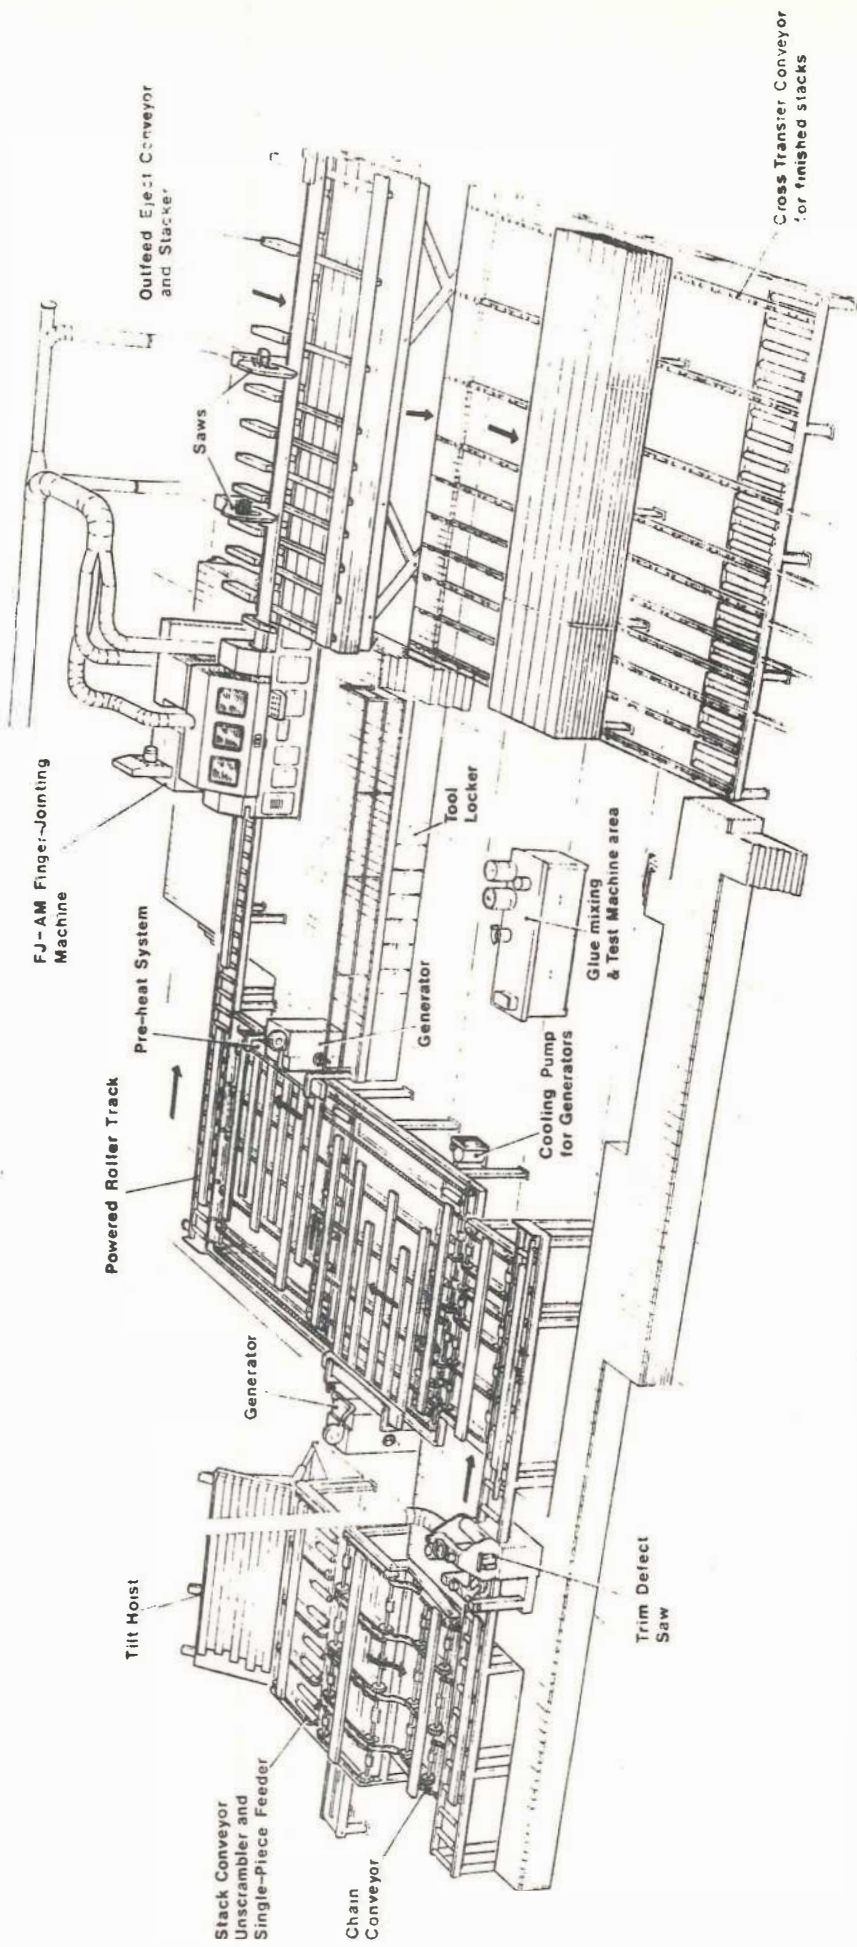 Stack Conveyor
Unscrambler and
Single-Piece Feeder
Chain
Conveyor
Tilt Hoist
Trim Defect
Saw
Generator
Powered Roller Track
Pre-heat System
Cooling Pump
for Generators
Generator
FJ-AM Finger-Jointing
Machine
Glue mixing
& Test Machine area
Tool
Locker
Saws
Outfeed Eject Conveyor
and Stacker
Cross Transfer Conveyor
for finished stacks